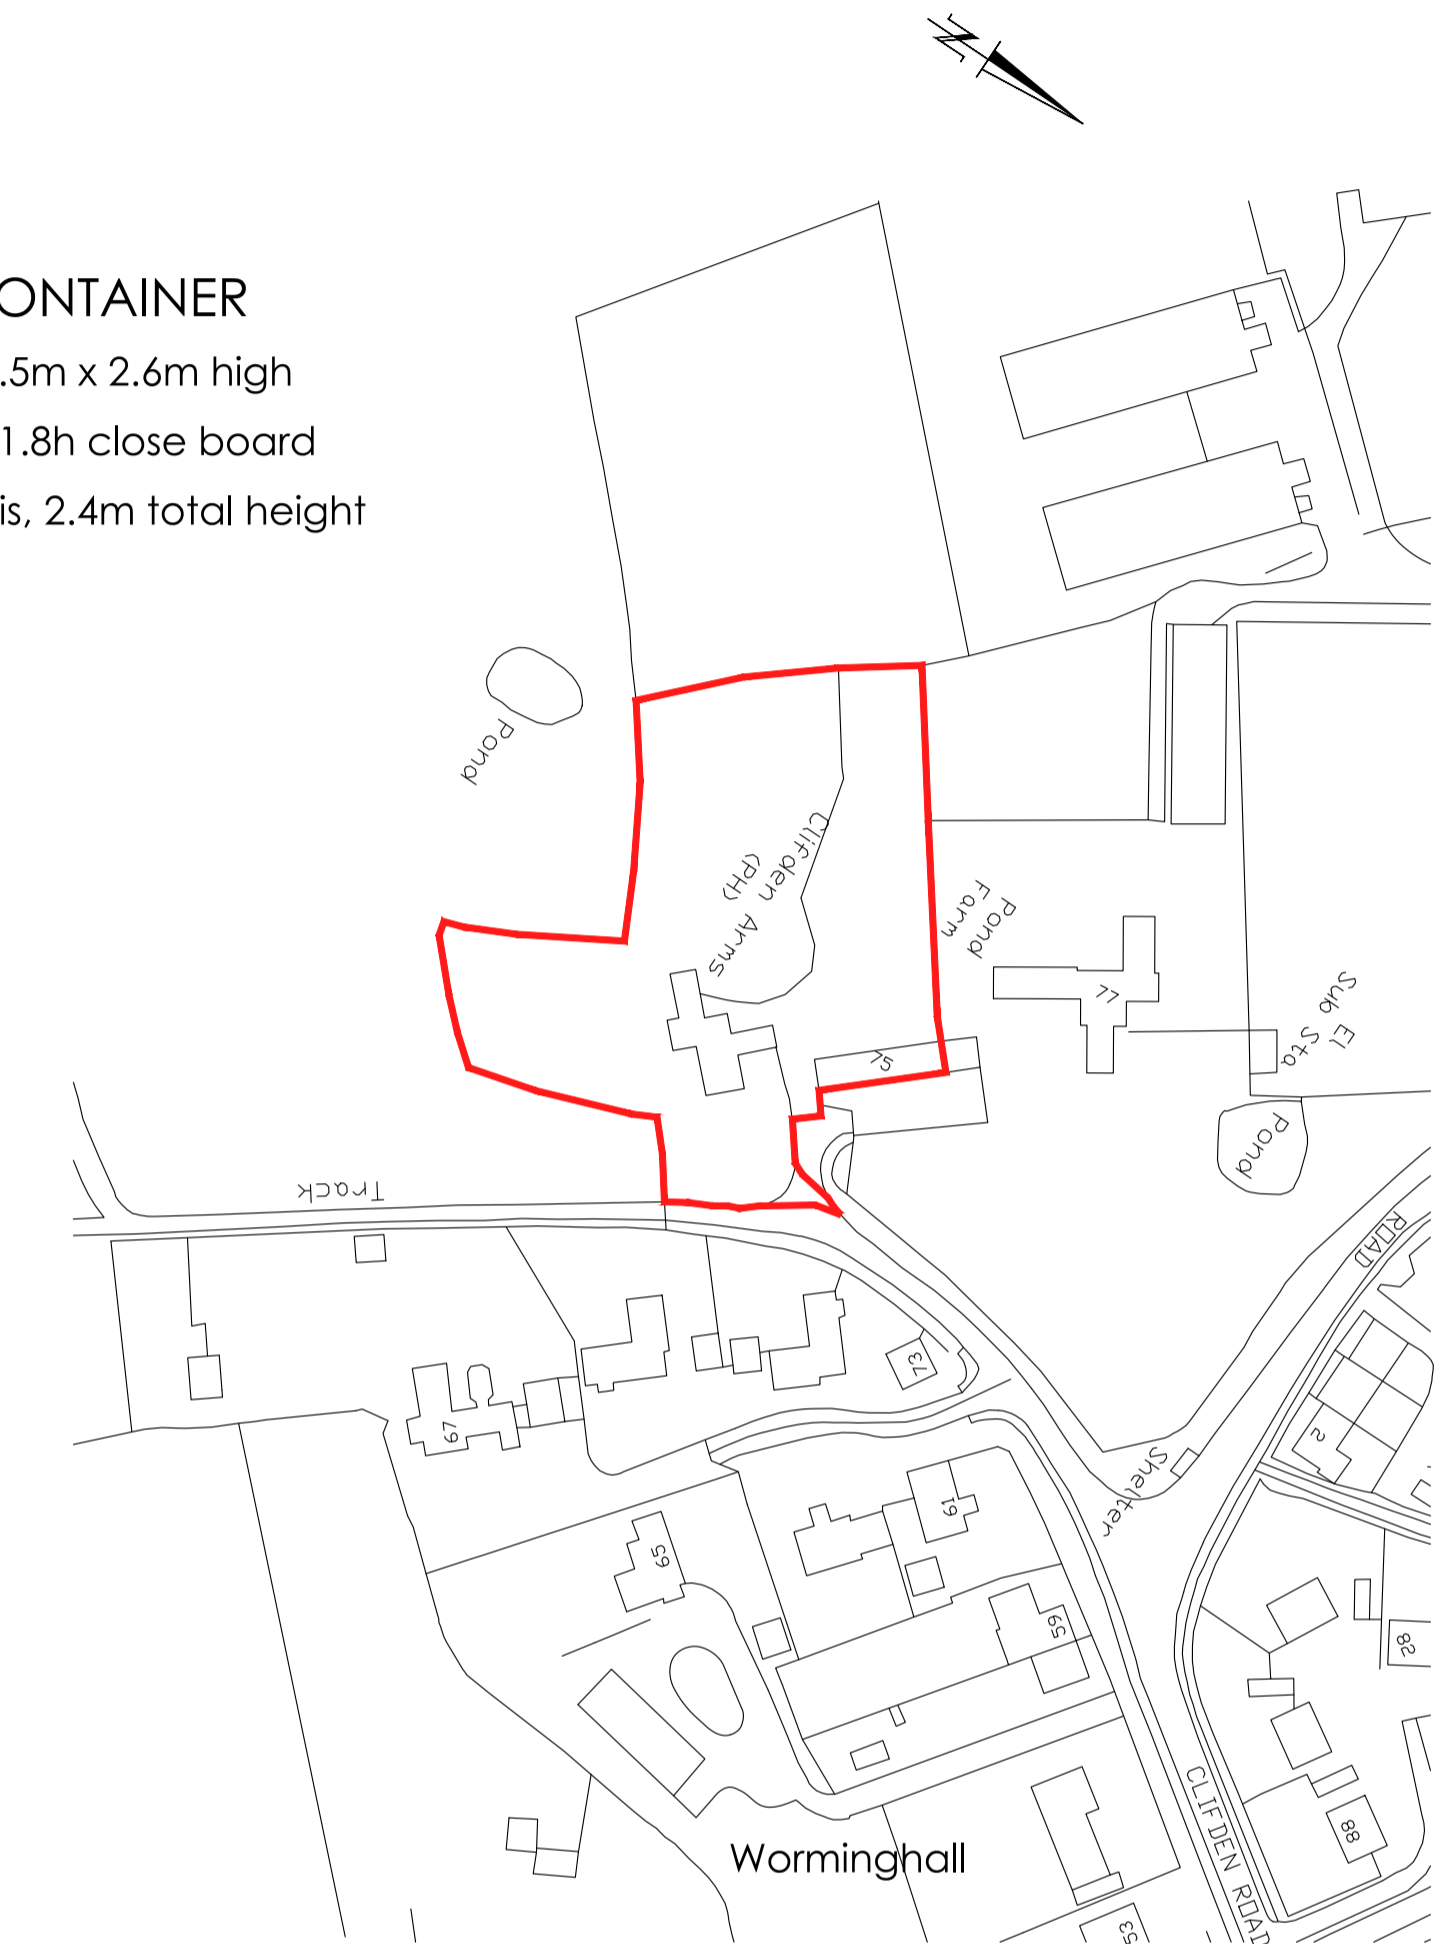 N
ONTAINER
.5m x 2.6m high
1.8h close board
is, 2.4m total height
Pond
Clifden Arms
(PH)
Pond
Farm
77
El
Sub Sta
75
Pond
Track
ROAD
73
67
2
Shelter
61
65
59
82
CLIFDEN ROAD
88
Worminghall
53